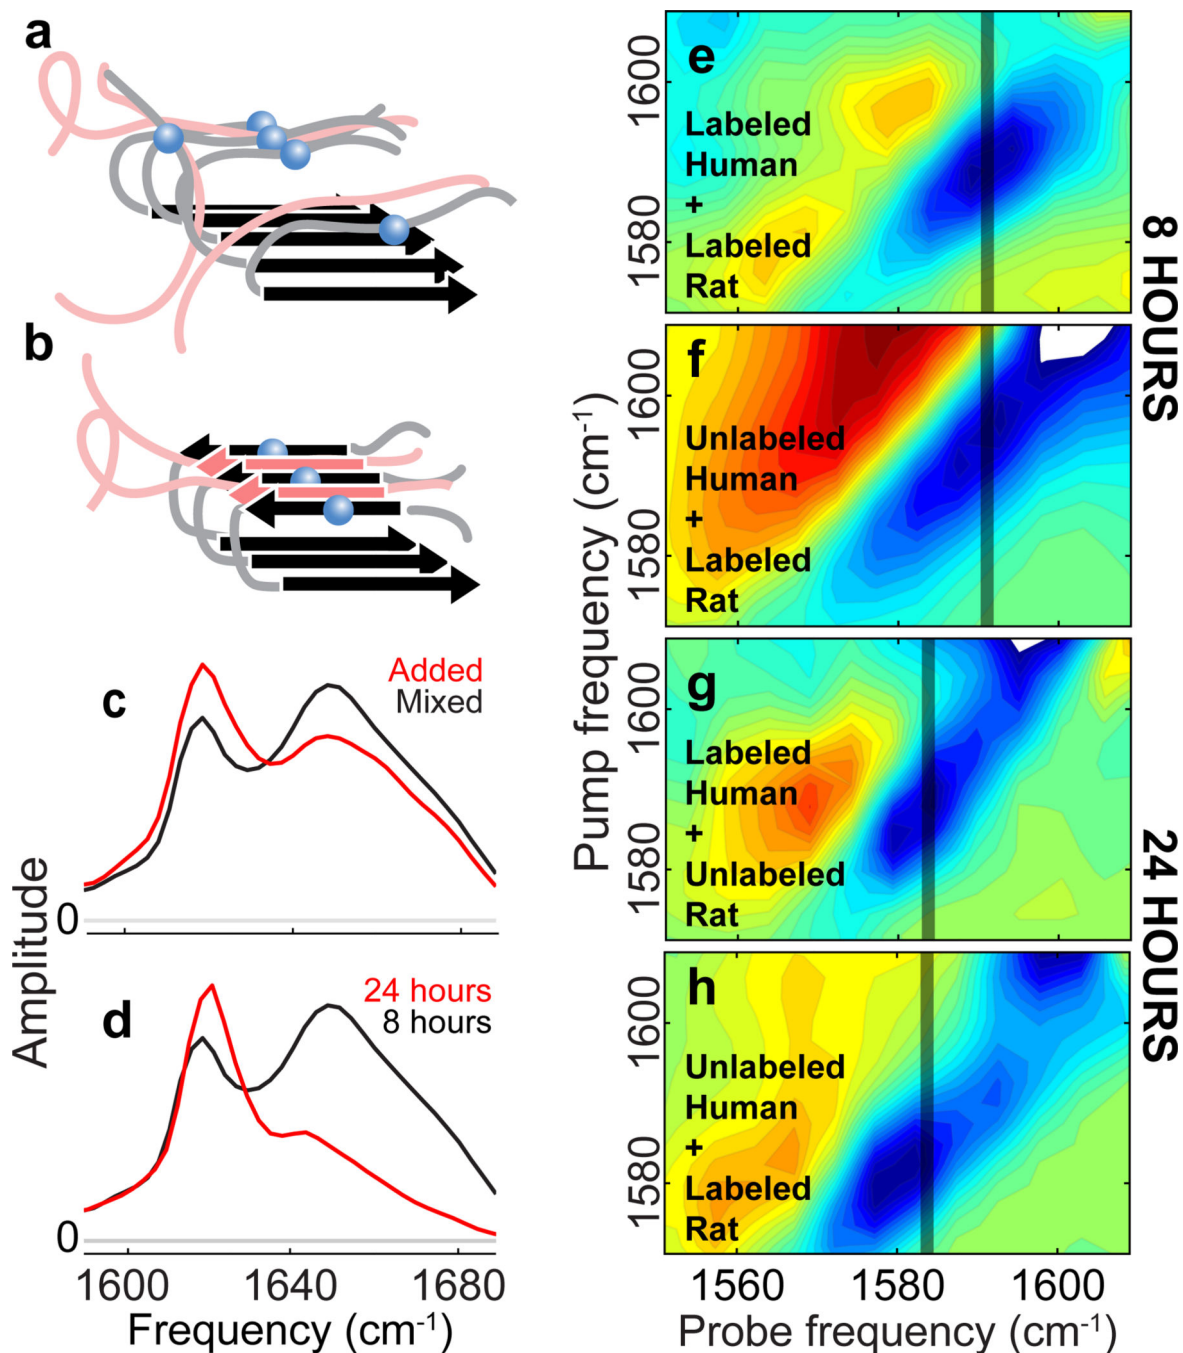 a
b
c
Added
Mixed
0
d
24 hours
8 hours
0
Amplitude
1600
1640
1680
Frequency (cm⁻¹)
e
Labeled
Human
+
Labeled
Rat
1600
1580
f
Unlabeled
Human
+
Labeled
Rat
1600
1580
8 HOURS
g
Labeled
Human
+
Unlabeled
Rat
1600
1580
h
Unlabeled
Human
+
Labeled
Rat
1600
1580
24 HOURS
Pump frequency (cm⁻¹)
1560
1580
1600
Probe frequency (cm⁻¹)